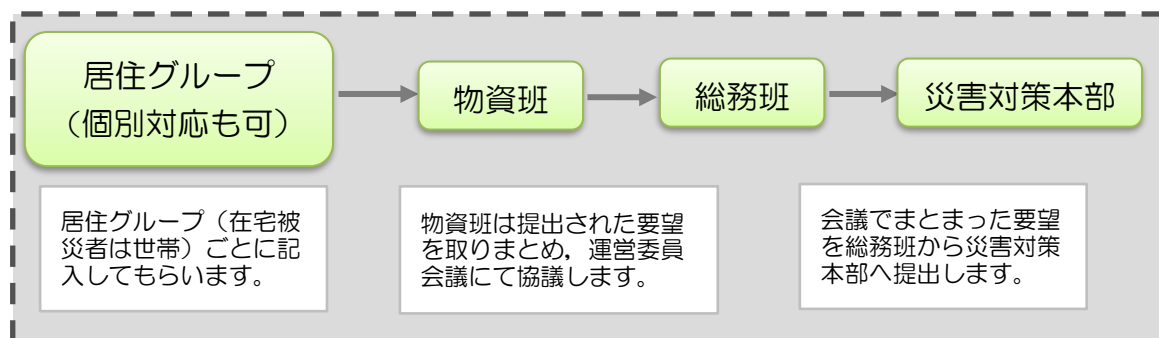 居住グループ
（個別対応も可）
物資班
総務班
災害対策本部
居住グループ（在宅被
災者は世帯）ごとに記
入してもらいます。
物資班は提出された要望
を取りまとめ，運営委員
会議にて協議します。
会議でまとまった要望
を総務班から災害対策
本部へ提出します。